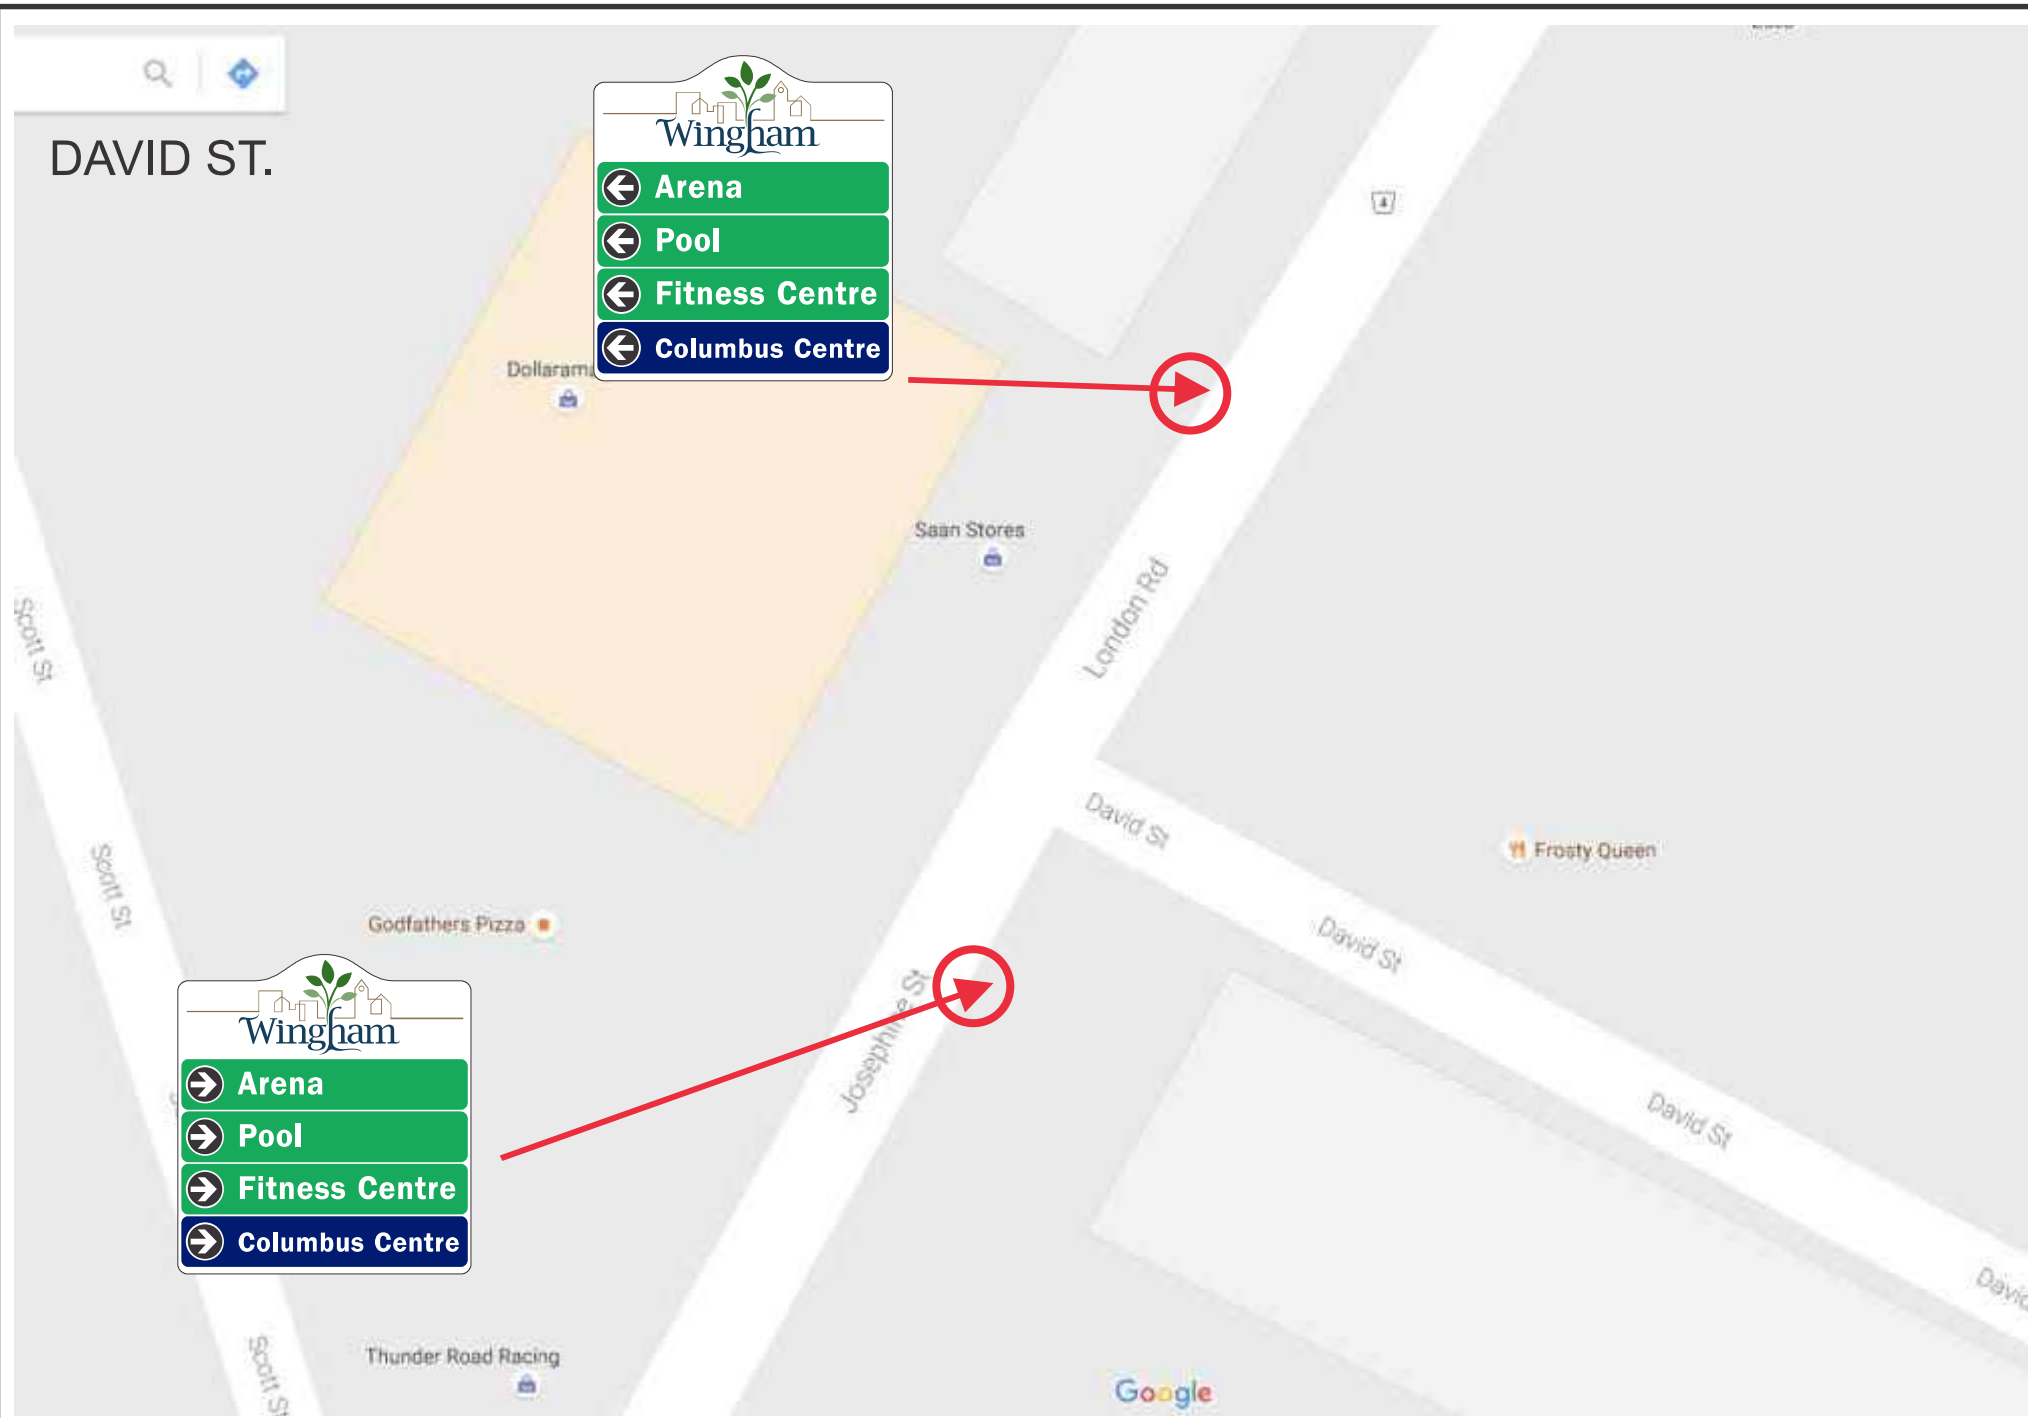 DAVID ST.
Wingham
Arena
Pool
Fitness Centre
Columbus Centre
4
Dollarama
Saan Stores
London Rd
Scott St
David St
Frosty Queen
Scott St
David St
Godfathers Pizza
Josephine St
Wingham
Arena
Pool
Fitness Centre
Columbus Centre
David St
David
Scott St
Thunder Road Racing
Google